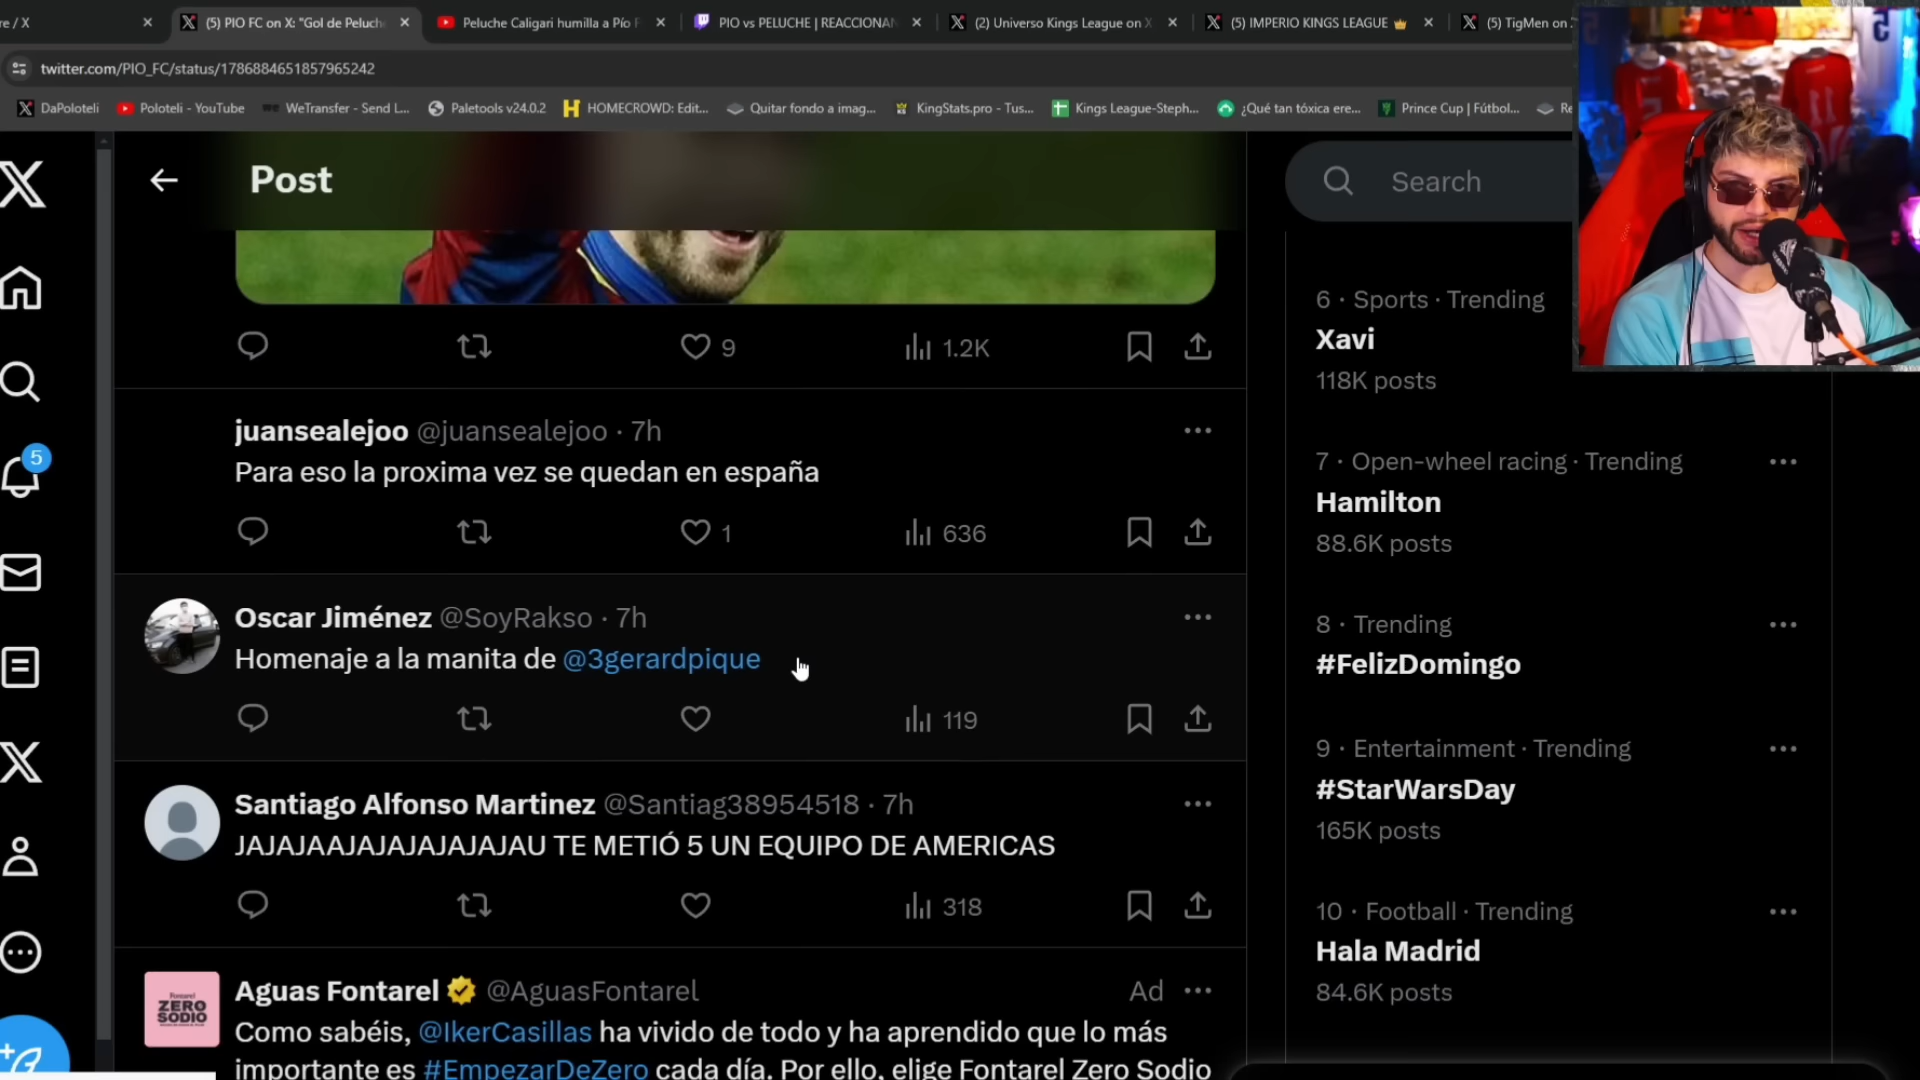 re / X
(5) PIO FC on X: "Gol de Peluch
Peluche Caligari humilla a Pío F
PIO vs PELUCHE | REACCIONAN
(2) Universo Kings League on X
(5) IMPERIO KINGS LEAGUE 👑
(5) TigMen on
twitter.com/PIO_FC/status/1786884651857965242
DaPoloteli
Poloteli - YouTube
WeTransfer - Send L...
Paletools v24.0.2
HOMECROWD: Edit...
Quitar fondo a imag...
KingStats.pro - Tus...
Kings League-Steph...
¿Qué tan tóxica ere...
Prince Cup | Fútbol...
Re
Post
Search
9
1.2K
juansealejoo @juansealejoo · 7h
Para eso la proxima vez se quedan en españa
1
636
Oscar Jiménez @SoyRakso · 7h
Homenaje a la manita de @3gerardpique
119
Santiago Alfonso Martinez @Santiag38954518 · 7h
JAJAJAAJAJAJAJAJAJAU TE METIÓ 5 UN EQUIPO DE AMERICAS
318
Fontarel
ZERO
SODIO
Aguas Fontarel @AguasFontarel
Ad
Como sabéis, @IkerCasillas ha vivido de todo y ha aprendido que lo más
importante es #EmpezarDeZero cada día. Por ello, elige Fontarel Zero Sodio
5
6 · Sports · Trending
Xavi
118K posts
7 · Open-wheel racing · Trending
Hamilton
88.6K posts
8 · Trending
#FelizDomingo
9 · Entertainment · Trending
#StarWarsDay
165K posts
10 · Football · Trending
Hala Madrid
84.6K posts